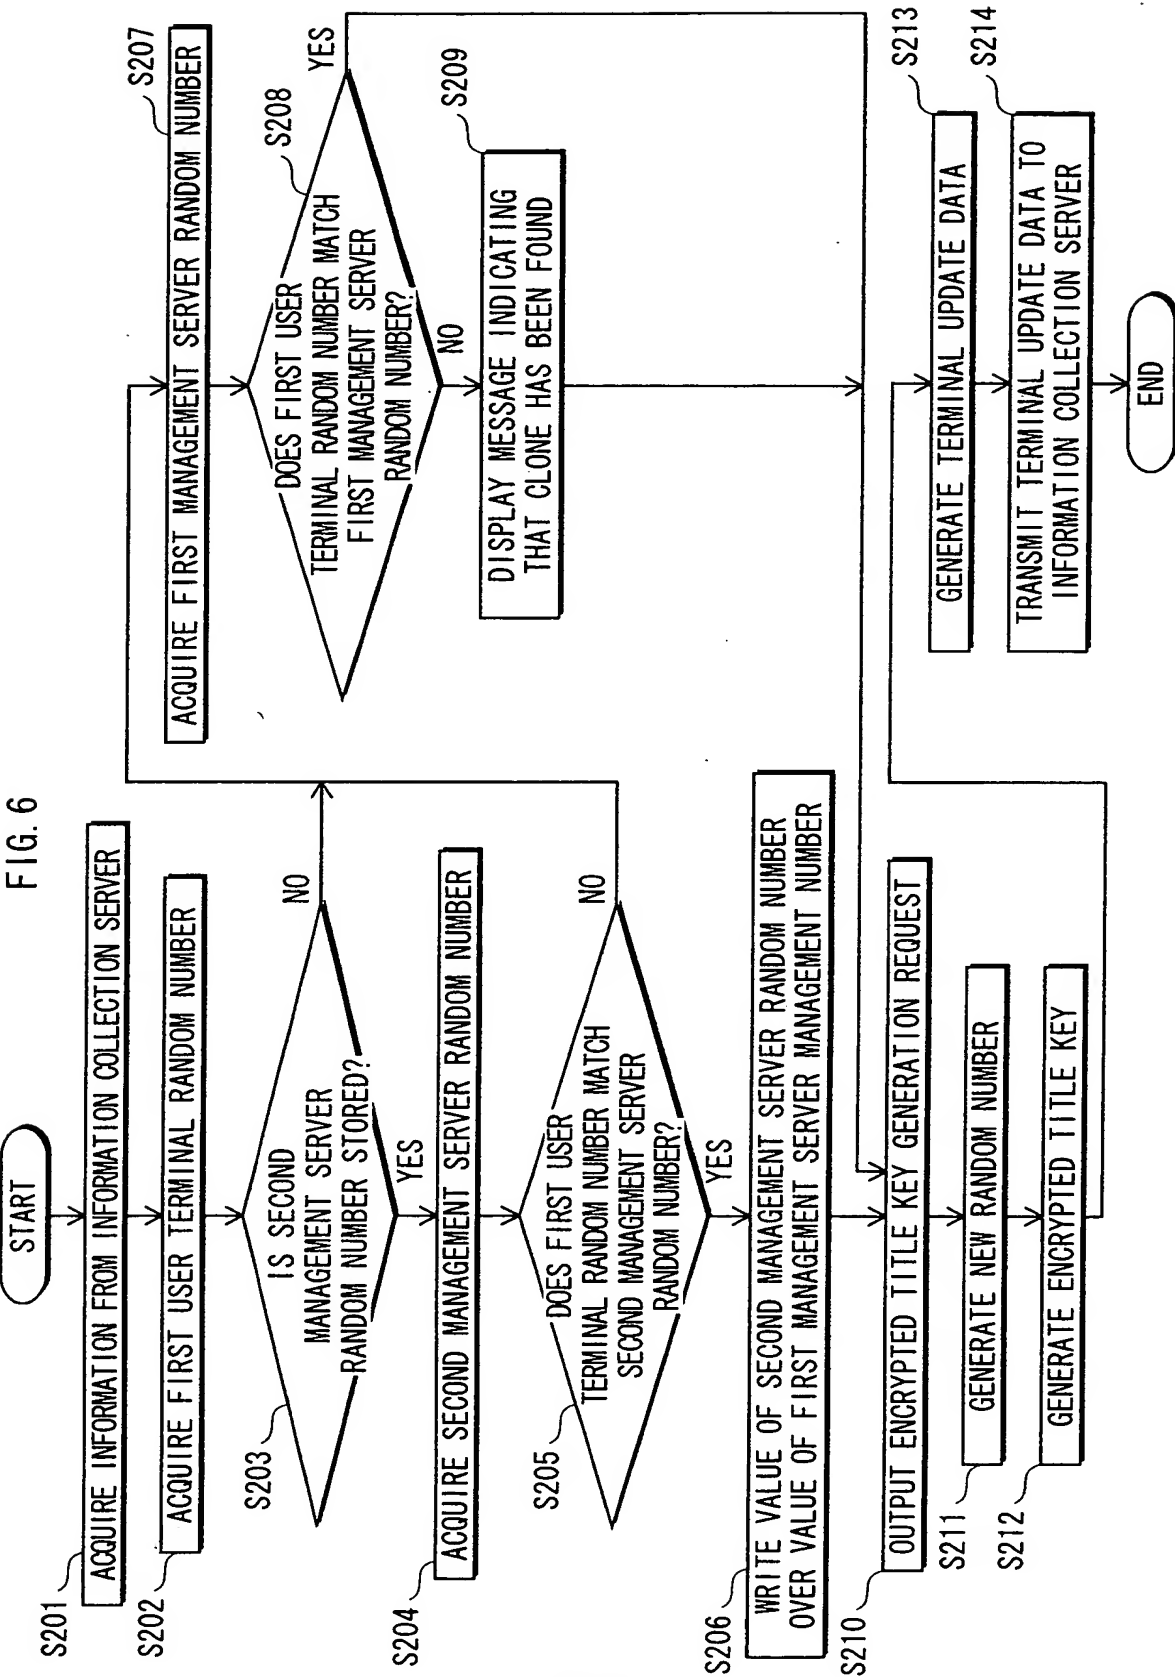 FIG. 6
START
S201
ACQUIRE INFORMATION FROM INFORMATION COLLECTION SERVER
S202
ACQUIRE FIRST USER TERMINAL RANDOM NUMBER
S203
IS SECOND
MANAGEMENT SERVER
RANDOM NUMBER STORED?
NO
YES
S204
ACQUIRE SECOND MANAGEMENT SERVER RANDOM NUMBER
S205
DOES FIRST USER
TERMINAL RANDOM NUMBER MATCH
SECOND MANAGEMENT SERVER
RANDOM NUMBER?
NO
YES
S206
WRITE VALUE OF SECOND MANAGEMENT SERVER RANDOM NUMBER
OVER VALUE OF FIRST MANAGEMENT SERVER MANAGEMENT NUMBER
S210
OUTPUT ENCRYPTED TITLE KEY GENERATION REQUEST
S211
GENERATE NEW RANDOM NUMBER
S212
GENERATE ENCRYPTED TITLE KEY
S207
ACQUIRE FIRST MANAGEMENT SERVER RANDOM NUMBER
S208
DOES FIRST USER
TERMINAL RANDOM NUMBER MATCH
FIRST MANAGEMENT SERVER
RANDOM NUMBER?
YES
NO
S209
DISPLAY MESSAGE INDICATING
THAT CLONE HAS BEEN FOUND
S213
GENERATE TERMINAL UPDATE DATA
S214
TRANSMIT TERMINAL UPDATE DATA TO
INFORMATION COLLECTION SERVER
END